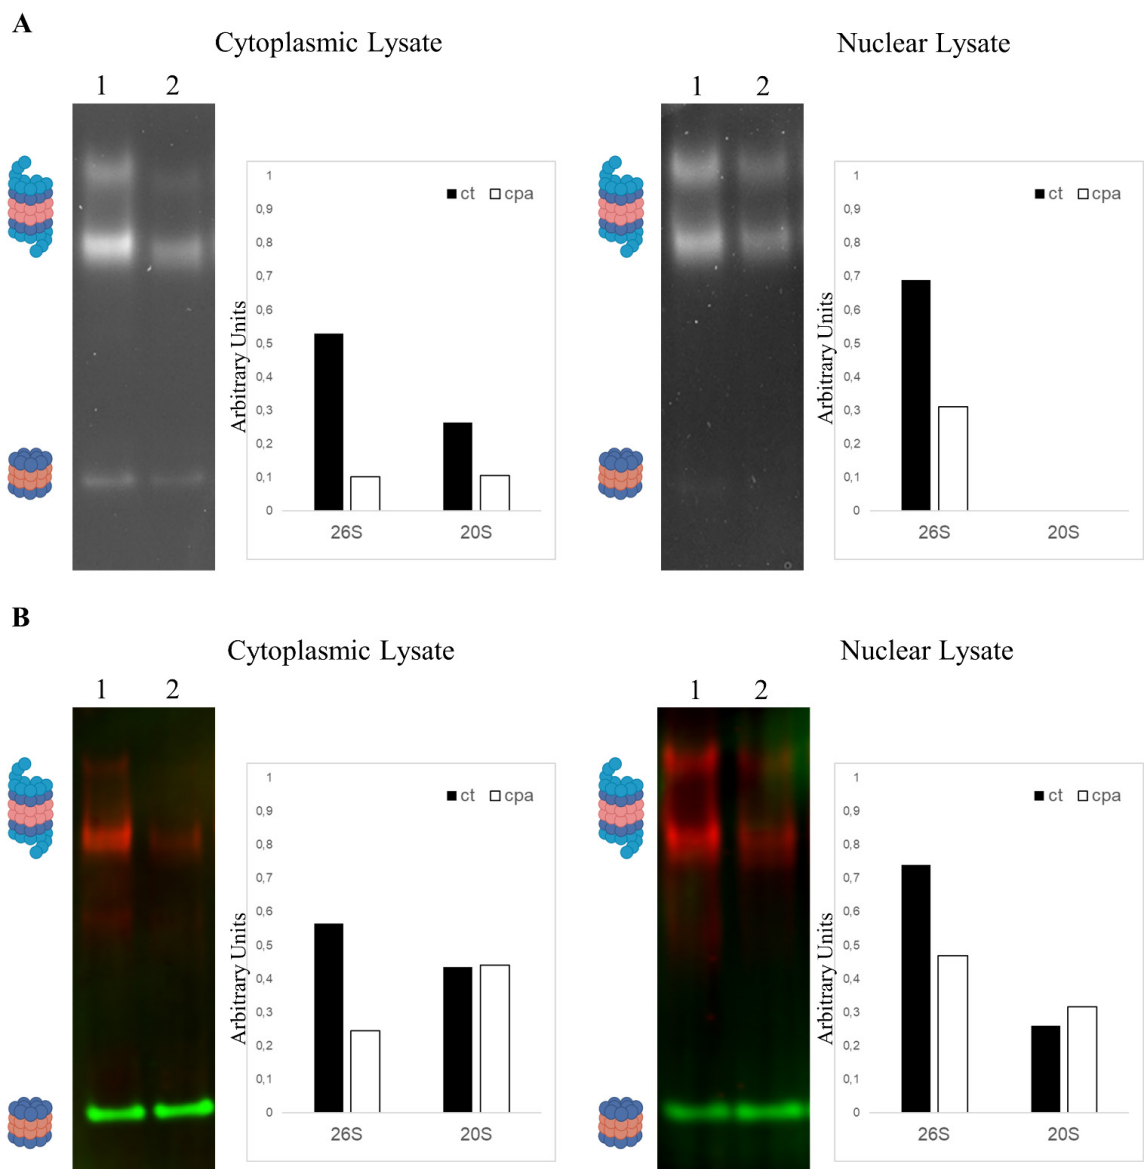 A
Cytoplasmic Lysate
1 2
Arbitrary Units
1
0,9
0,8
0,7
0,6
0,5
0,4
0,3
0,2
0,1
0
ct cpa
26S 20S
Nuclear Lysate
1 2
Arbitrary Units
1
0,9
0,8
0,7
0,6
0,5
0,4
0,3
0,2
0,1
0
ct cpa
26S 20S
B
Cytoplasmic Lysate
1 2
Arbitrary Units
1
0,9
0,8
0,7
0,6
0,5
0,4
0,3
0,2
0,1
0
ct cpa
26S 20S
Nuclear Lysate
1 2
Arbitrary Units
1
0,9
0,8
0,7
0,6
0,5
0,4
0,3
0,2
0,1
0
ct cpa
26S 20S